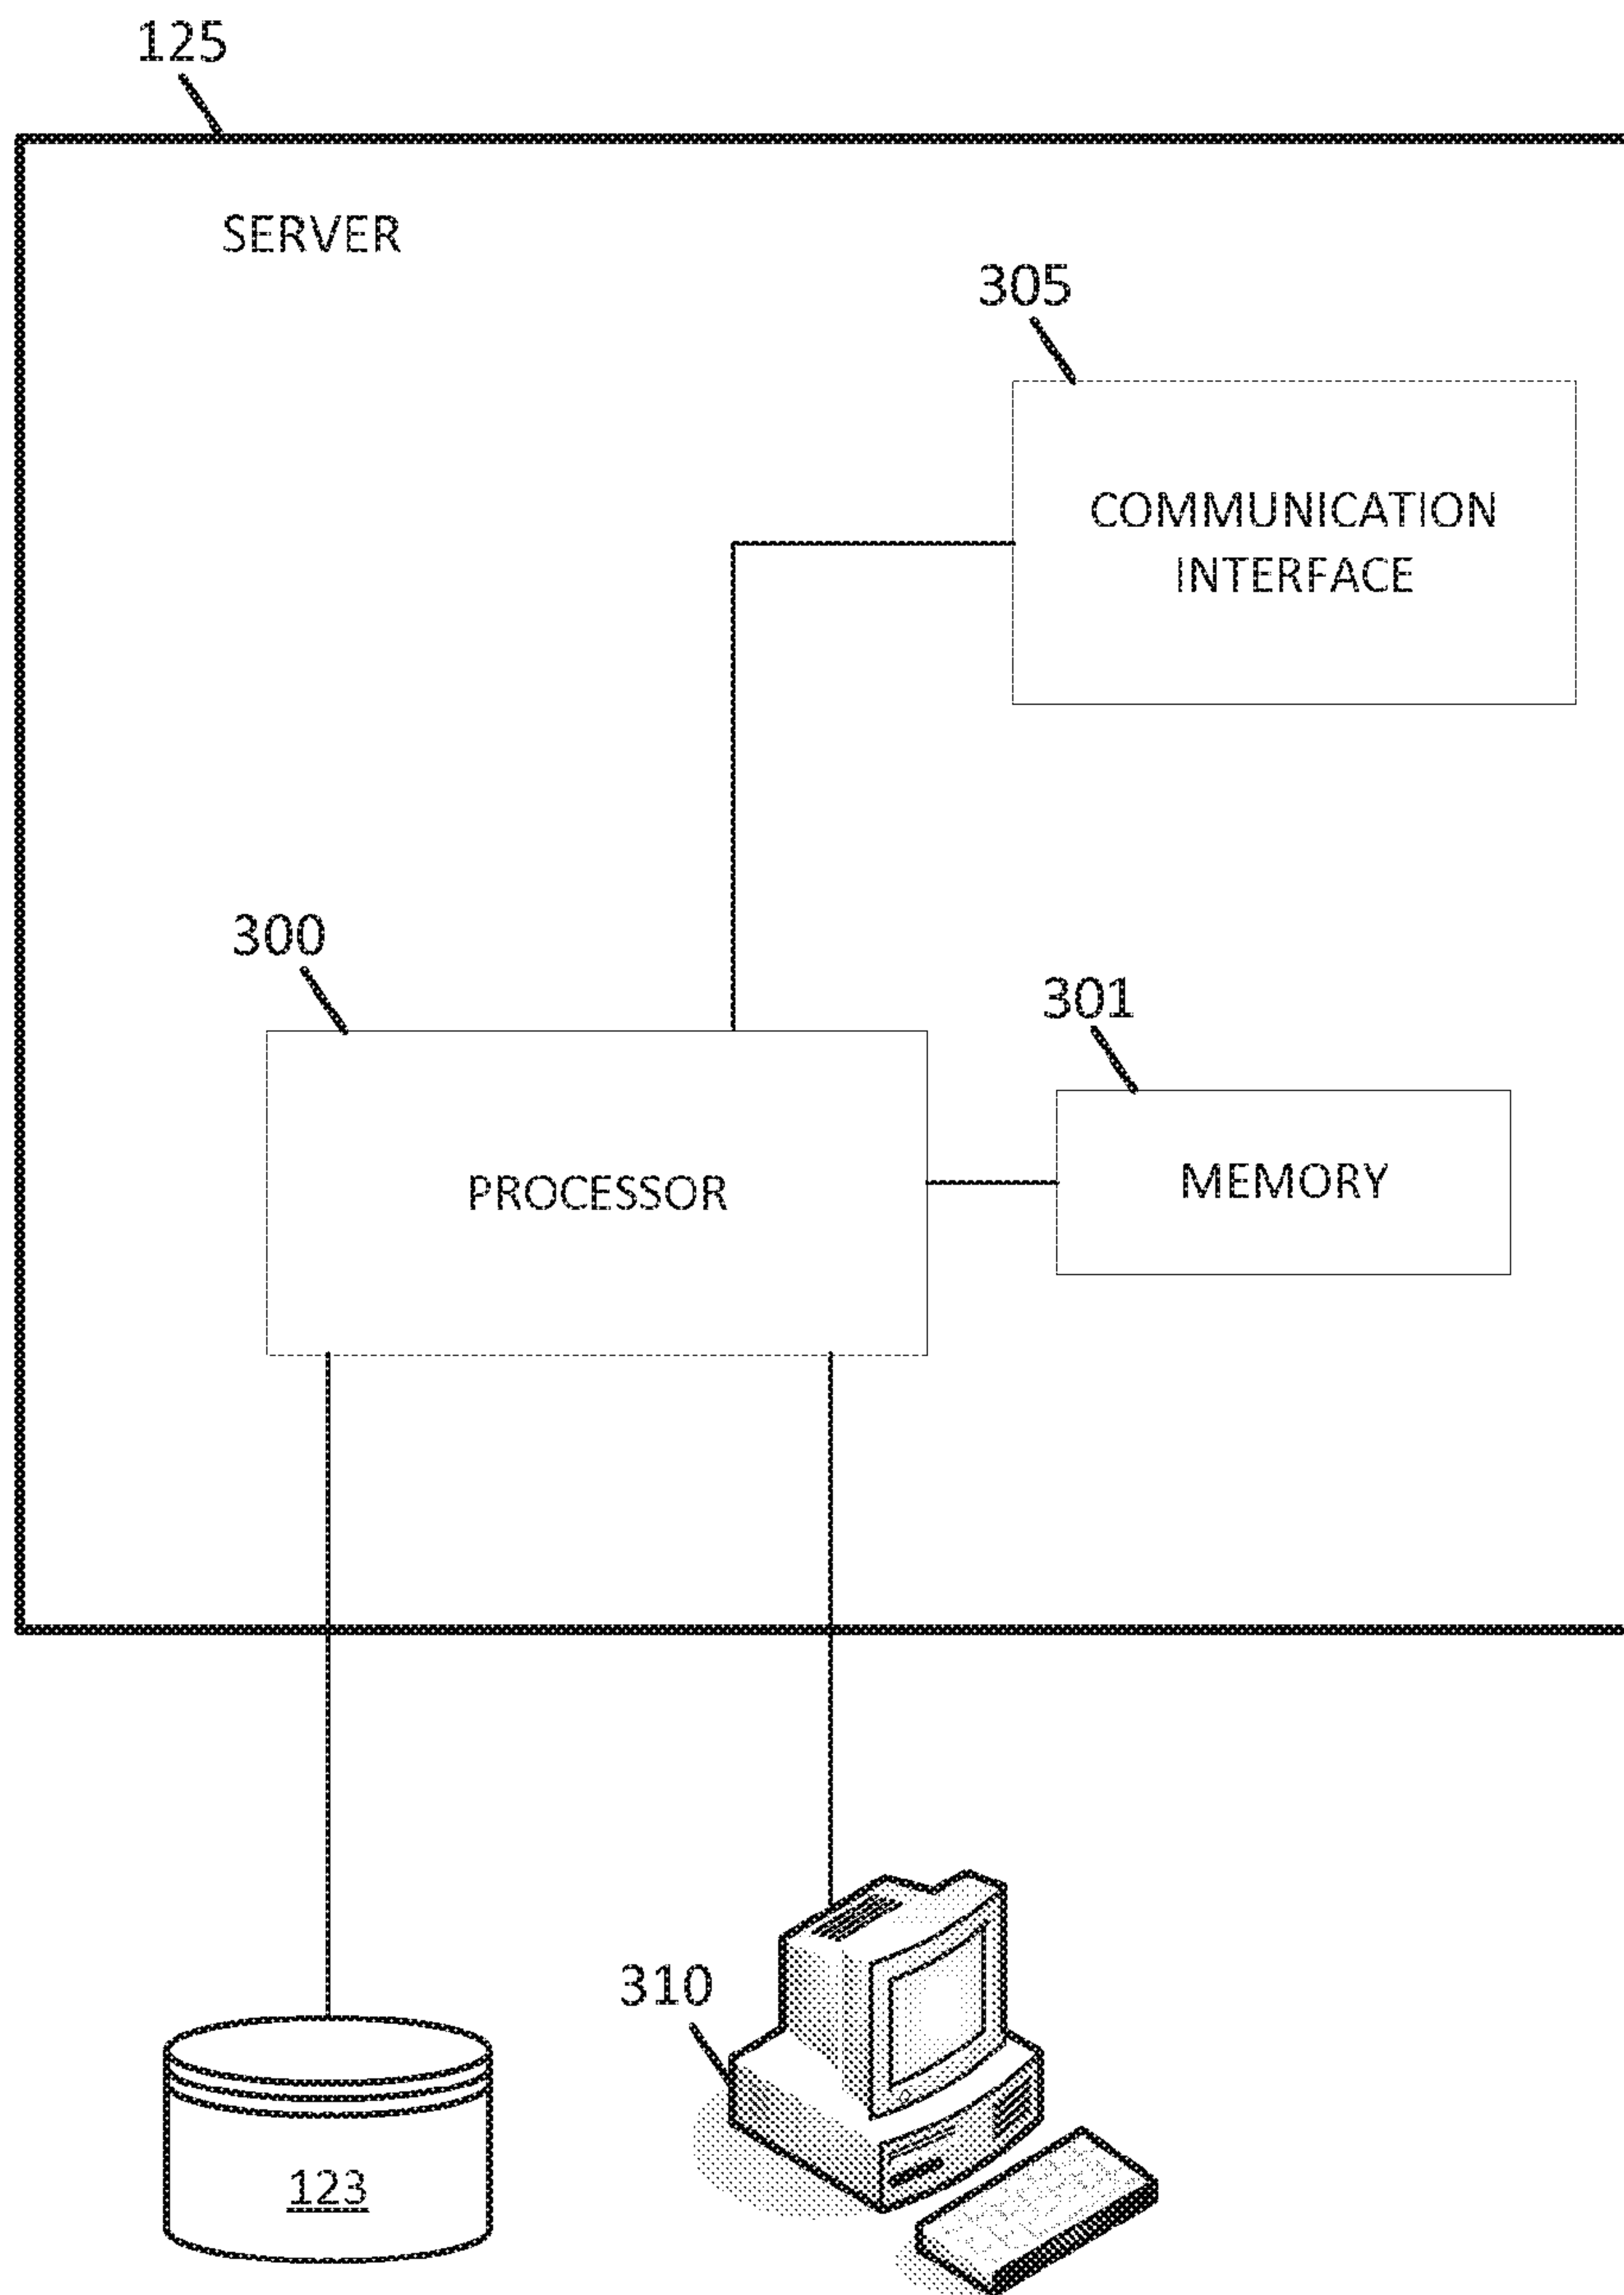 125
SERVER
305
COMMUNICATION
INTERFACE
300
301
PROCESSOR
MEMORY
310
123